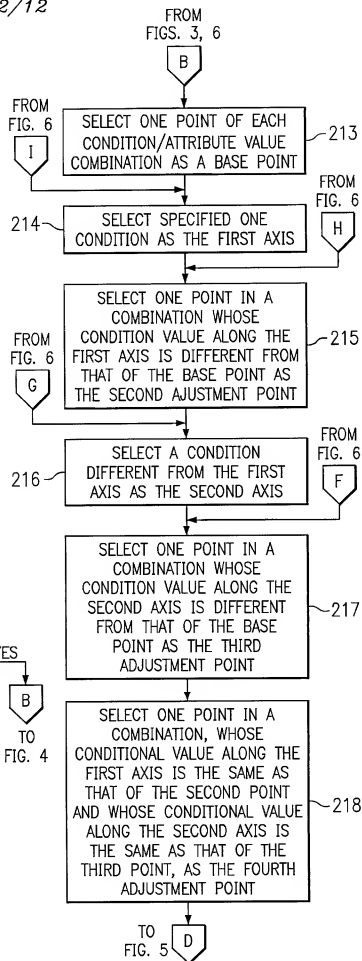 2/12
FROM
FIGS. 3, 6
B
FROM
FIG. 6
I
SELECT ONE POINT OF EACH
CONDITION/ATTRIBUTE VALUE
COMBINATION AS A BASE POINT
213
FROM
FIG. 6
H
214
SELECT SPECIFIED ONE
CONDITION AS THE FIRST AXIS
SELECT ONE POINT IN A
COMBINATION WHOSE
CONDITION VALUE ALONG THE
FIRST AXIS IS DIFFERENT FROM
THAT OF THE BASE POINT AS
THE SECOND AJUSTMENT POINT
215
FROM
FIG. 6
G
FROM
FIG. 6
F
216
SELECT A CONDITION
DIFFERENT FROM THE FIRST
AXIS AS THE SECOND AXIS
SELECT ONE POINT IN A
COMBINATION WHOSE
CONDITION VALUE ALONG THE
SECOND AXIS IS DIFFERENT
FROM THAT OF THE BASE
POINT AS THE THIRD
ADJUSTMENT POINT
217
YES
B
TO
FIG. 4
SELECT ONE POINT IN A
COMBINATION, WHOSE
CONDITIONAL VALUE ALONG THE
FIRST AXIS IS THE SAME AS
THAT OF THE SECOND POINT
AND WHOSE CONDITIONAL VALUE
ALONG THE SECOND AXIS IS
THE SAME AS THAT OF THE
THIRD POINT, AS THE FOURTH
ADJUSTMENT POINT
218
TO
FIG. 5
D